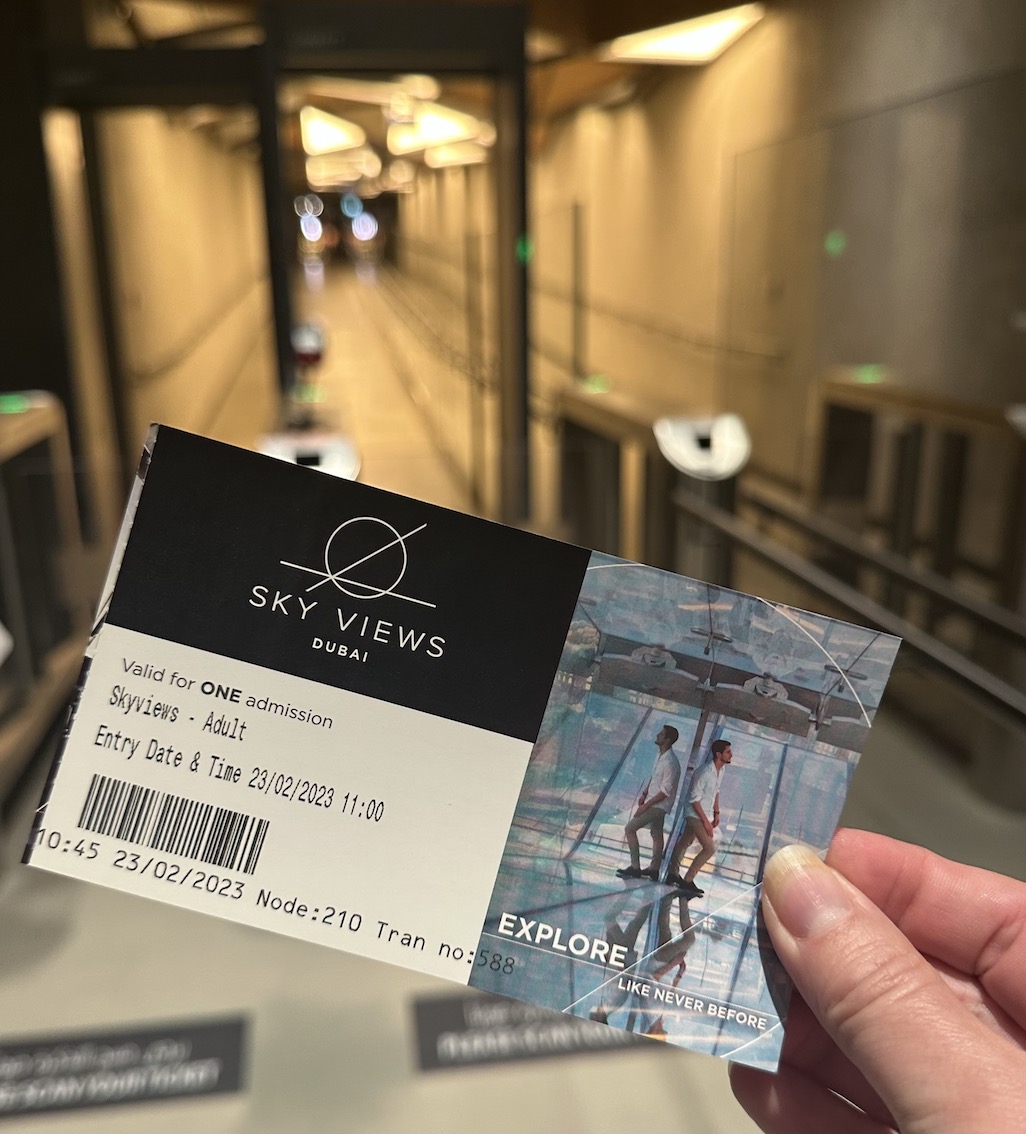 SKY VIEWS
DUBAI
Valid for ONE admission
Skyviews - Adult
Entry Date & Time 23/02/2023 11:00
10:45 23/02/2023 Node:210 Tran no:588
EXPLORE
LIKE NEVER BEFORE